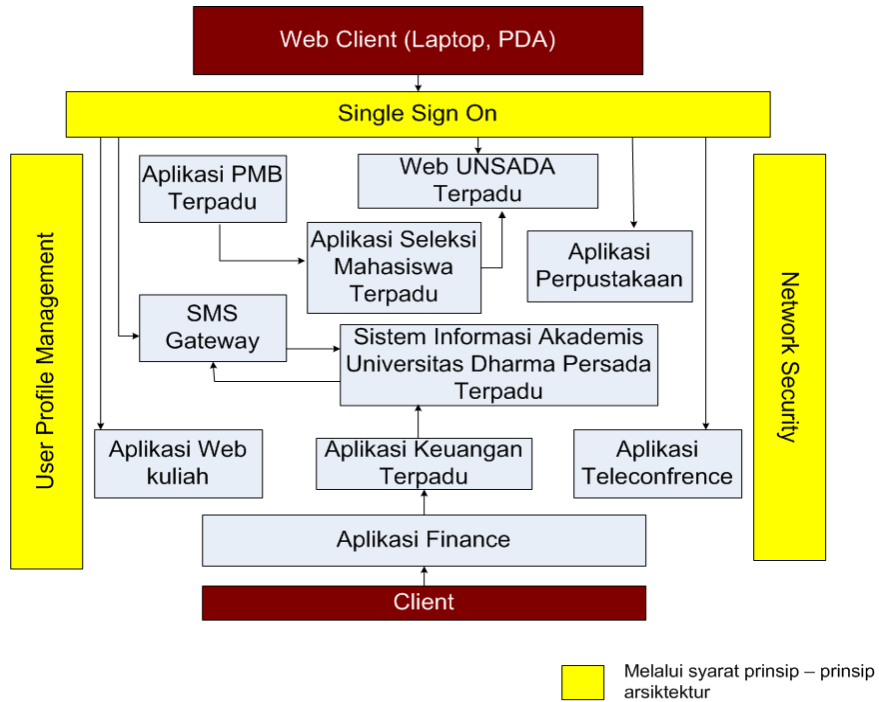 Web Client (Laptop, PDA)
Single Sign On
Aplikasi PMB
Terpadu
Web UNSADA
Terpadu
Aplikasi Seleksi
Mahasiswa
Terpadu
Aplikasi
Perpustakaan
User Profile Management
Network Security
SMS
Gateway
Sistem Informasi Akademis
Universitas Dharma Persada
Terpadu
Aplikasi Web
kuliah
Aplikasi Keuangan
Terpadu
Aplikasi
Teleconfrence
Aplikasi Finance
Client
Melalui syarat prinsip – prinsip
arsiktektur